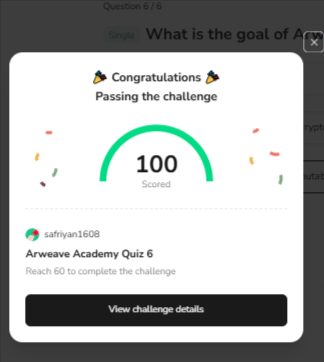 Question 6 / 6
Single What is the goal of Arw
Congratulations
Passing the challenge
100
Scored
safriyan1608
Arweave Academy Quiz 6
Reach 60 to complete the challenge
View challenge details